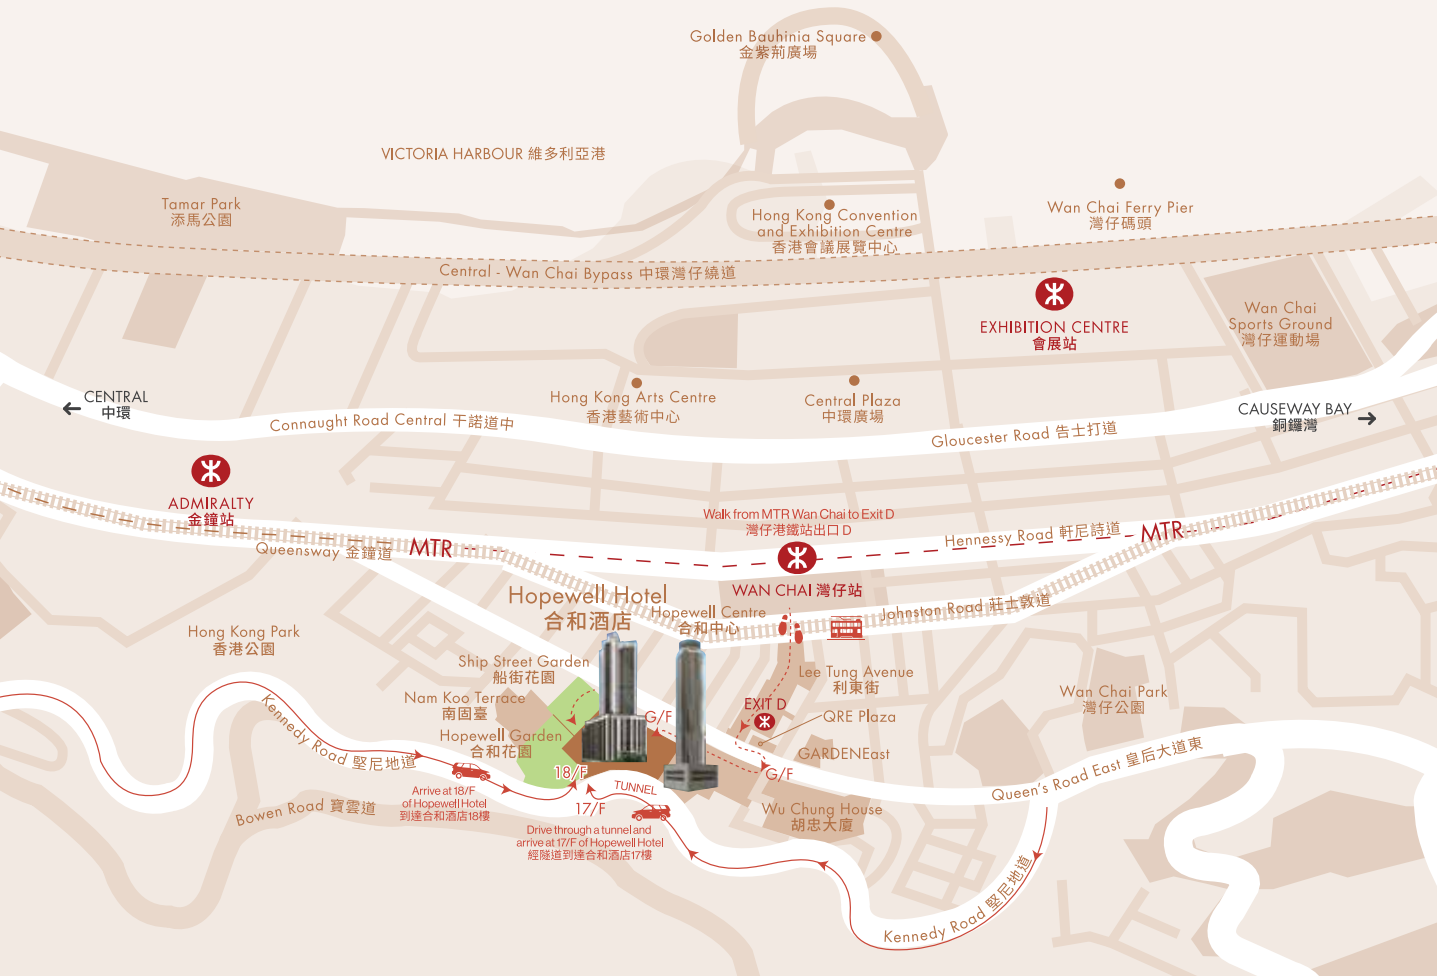 Golden Bauhinia Square
金紫荊廣場
VICTORIA HARBOUR 維多利亞港
Tamar Park
添馬公園
Hong Kong Convention
and Exhibition Centre
香港會議展覽中心
Wan Chai Ferry Pier
灣仔碼頭
Central - Wan Chai Bypass 中環灣仔繞道
EXHIBITION CENTRE
會展站
Wan Chai
Sports Ground
灣仔運動場
CENTRAL
中環
Hong Kong Arts Centre
香港藝術中心
Central Plaza
中環廣場
CAUSEWAY BAY
銅鑼灣
Connaught Road Central 干諾道中
Gloucester Road 告士打道
ADMIRALTY
金鐘站
Walk from MTR Wan Chai to Exit D
灣仔港鐵站出口 D
Queensway 金鐘道
MTR
Hennessy Road 軒尼詩道
MTR
WAN CHAI 灣仔站
Hopewell Hotel
合和酒店
Hopewell Centre
合和中心
Johnston Road 莊士敦道
Hong Kong Park
香港公園
Ship Street Garden
船街花園
Lee Tung Avenue
利東街
Nam Koo Terrace
南固臺
Wan Chai Park
灣仔公園
EXIT D
G/F
QRE Plaza
Hopewell Garden
合和花園
GARDENEast
Kennedy Road 堅尼地道
18/F
G/F
Queen's Road East 皇后大道東
TUNNEL
Arrive at 18/F
of Hopewell Hotel
到達合和酒店18樓
17/F
Wu Chung House
胡忠大廈
Bowen Road 寶雲道
Drive through a tunnel and
arrive at 17/F of Hopewell Hotel
經隧道到達合和酒店17樓
Kennedy Road 堅尼地道